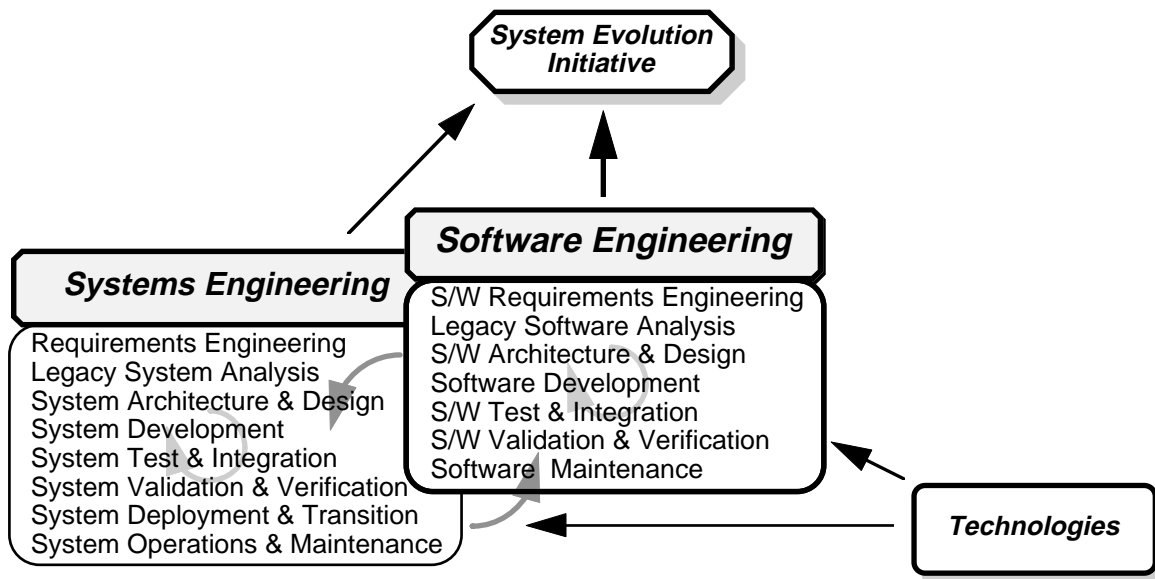 System Evolution
Initiative
Software Engineering
Systems Engineering
S/W Requirements Engineering
Legacy Software Analysis
S/W Architecture & Design
Software Development
S/W Test & Integration
S/W Validation & Verification
Software Maintenance
Requirements Engineering
Legacy System Analysis
System Architecture & Design
System Development
System Test & Integration
System Validation & Verification
System Deployment & Transition
System Operations & Maintenance
Technologies